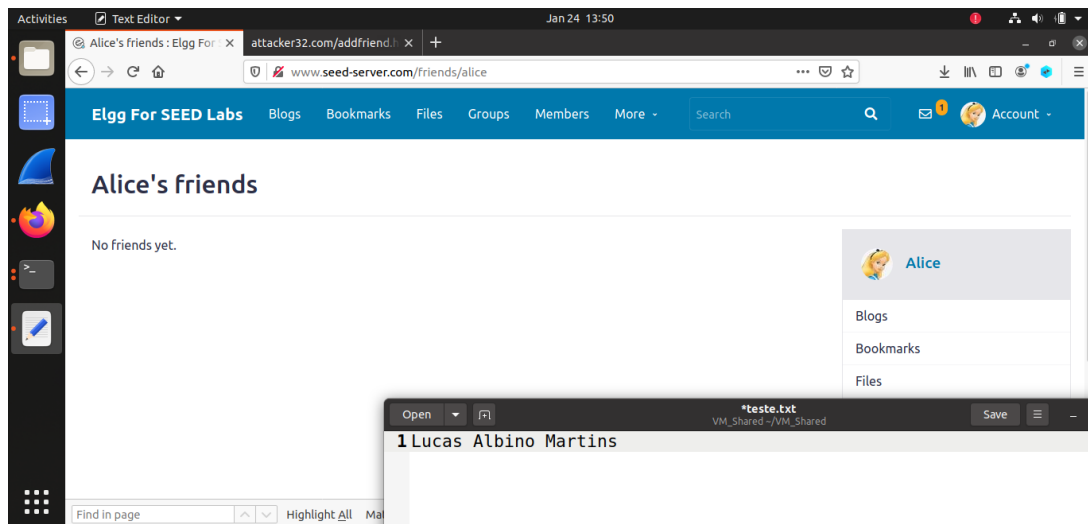 Activities Text Editor Jan 24 13:50
Alice's friends : Elgg For S attacker32.com/addfriend.h
www.seed-server.com/friends/alice
Elgg For SEED Labs Blogs Bookmarks Files Groups Members More Search 1 Account
Alice's friends
No friends yet.
Alice
Blogs
Bookmarks
Files
Open *teste.txt Save
VM_Shared ~/VM_Shared
1 Lucas Albino Martins
Find in page Highlight All Mat